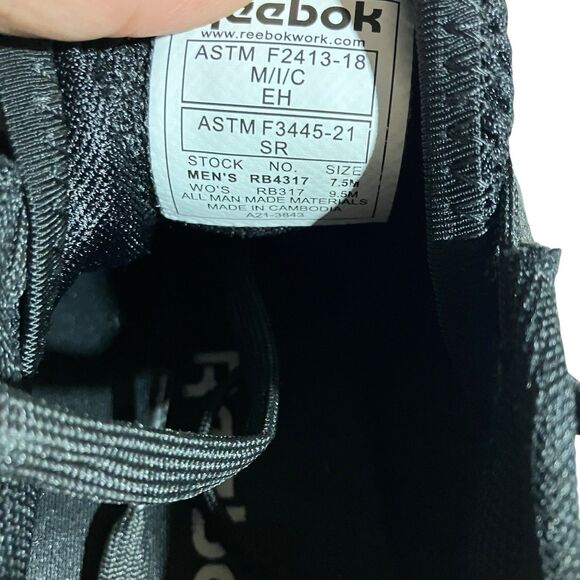 Reebok
www.reebokwork.com
ASTM F2413-18
M/I/C
EH
ASTM F3445-21
SR
STOCK NO. SIZE
MEN'S RB4317 7.5M
WO'S RB317 9.5M
ALL MAN MADE MATERIALS
MADE IN CAMBODIA
A21-3843